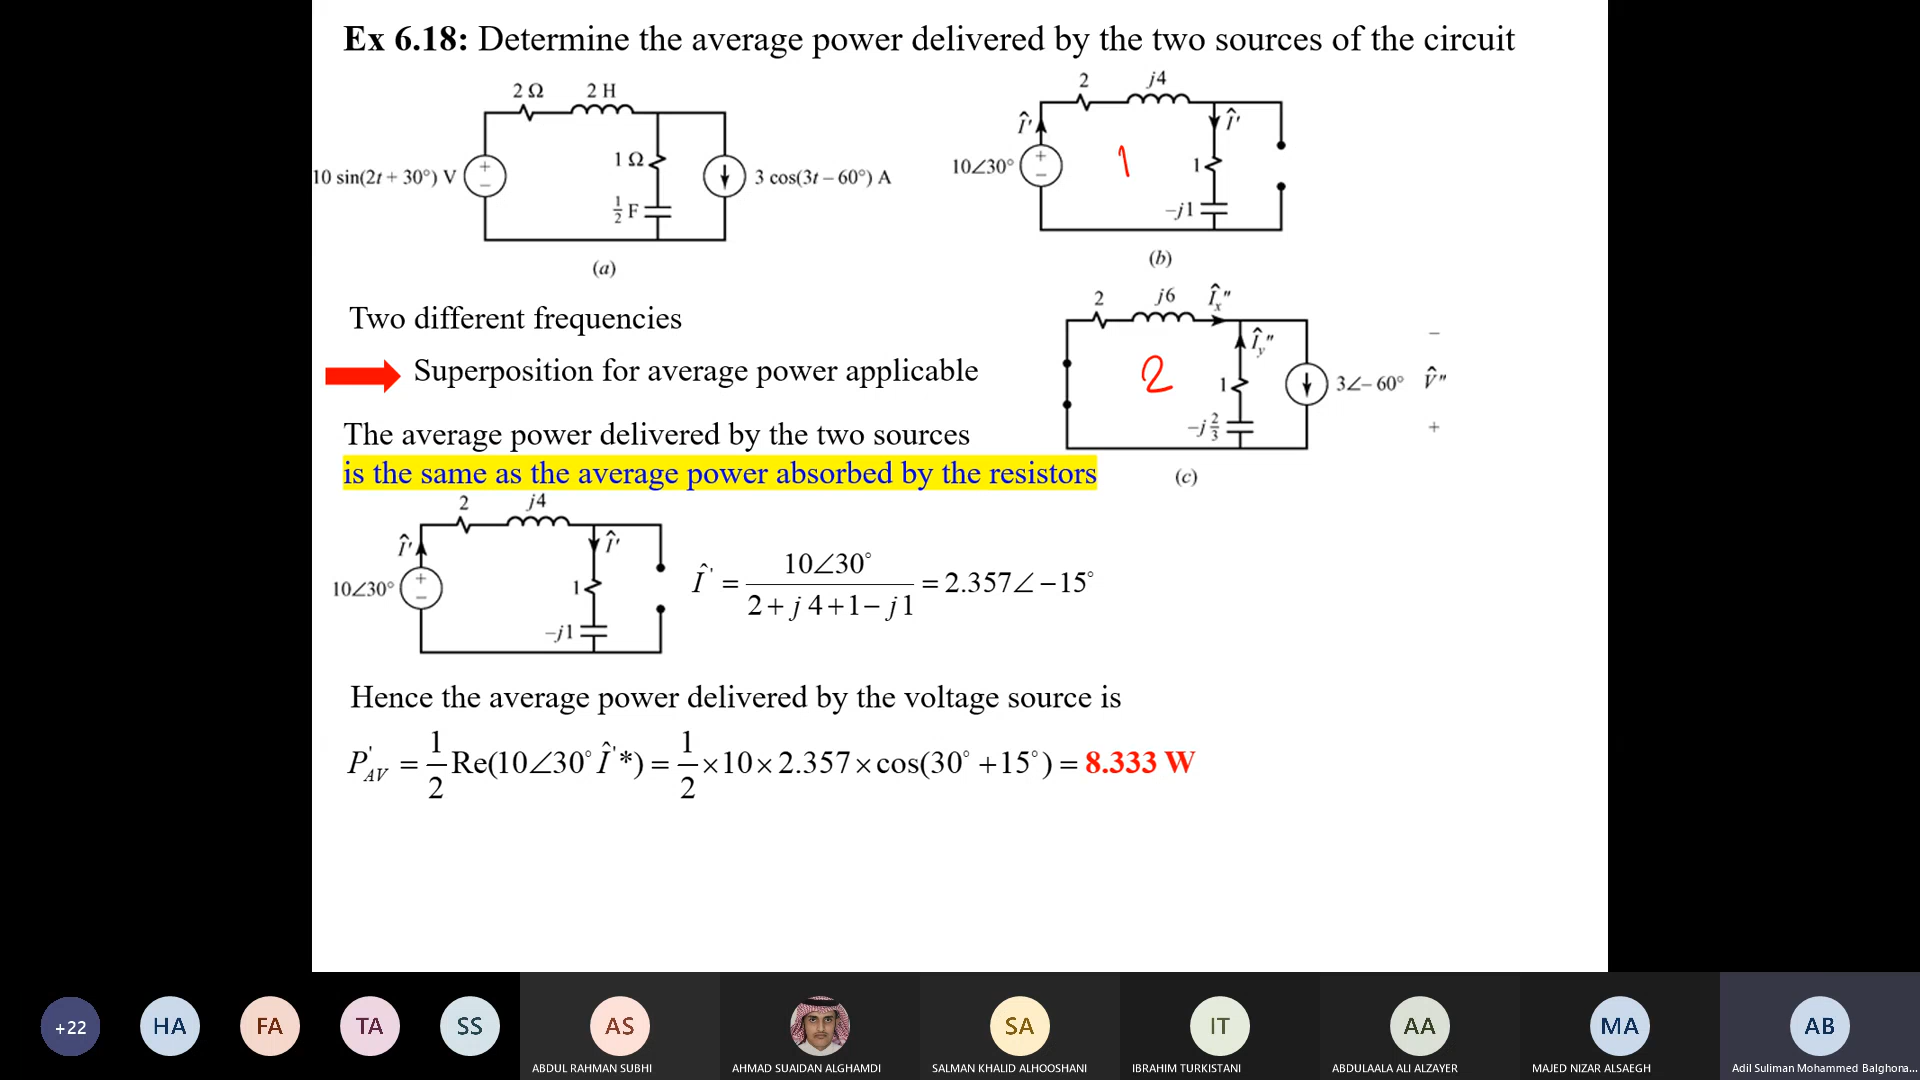 Ex 6.18: Determine the average power delivered by the two sources of the circuit
2 Ω 2 H
10 sin(2t + 30°) V
+
−
1 Ω
½ F
3 cos(3t – 60°) A
(a)
2 j4
Î'
Î'
10∠30°
+
−
1
1
−j1
(b)
Two different frequencies
Superposition for average power applicable
2 j6 Îₓ"
Î_y"
2
1
−j⅔
3∠– 60°
−
V̂"
+
(c)
The average power delivered by the two sources
is the same as the average power absorbed by the resistors
2 j4
Î'
Î'
10∠30°
+
−
1
−j1
Î' = 10∠30° / (2 + j4 + 1 − j1) = 2.357∠−15°
Hence the average power delivered by the voltage source is
P'_AV = 1/2 Re(10∠30° Î'*) = 1/2 × 10 × 2.357 × cos(30° + 15°) = 8.333 W
+22 HA FA TA SS AS SA IT AA MA AB
ABDUL RAHMAN SUBHI AHMAD SUAIDAN ALGHAMDI SALMAN KHALID ALHOOSHANI IBRAHIM TURKISTANI ABDULAALA ALI ALZAYER MAJED NIZAR ALSAEGH Adil Suliman Mohammed Balghona...